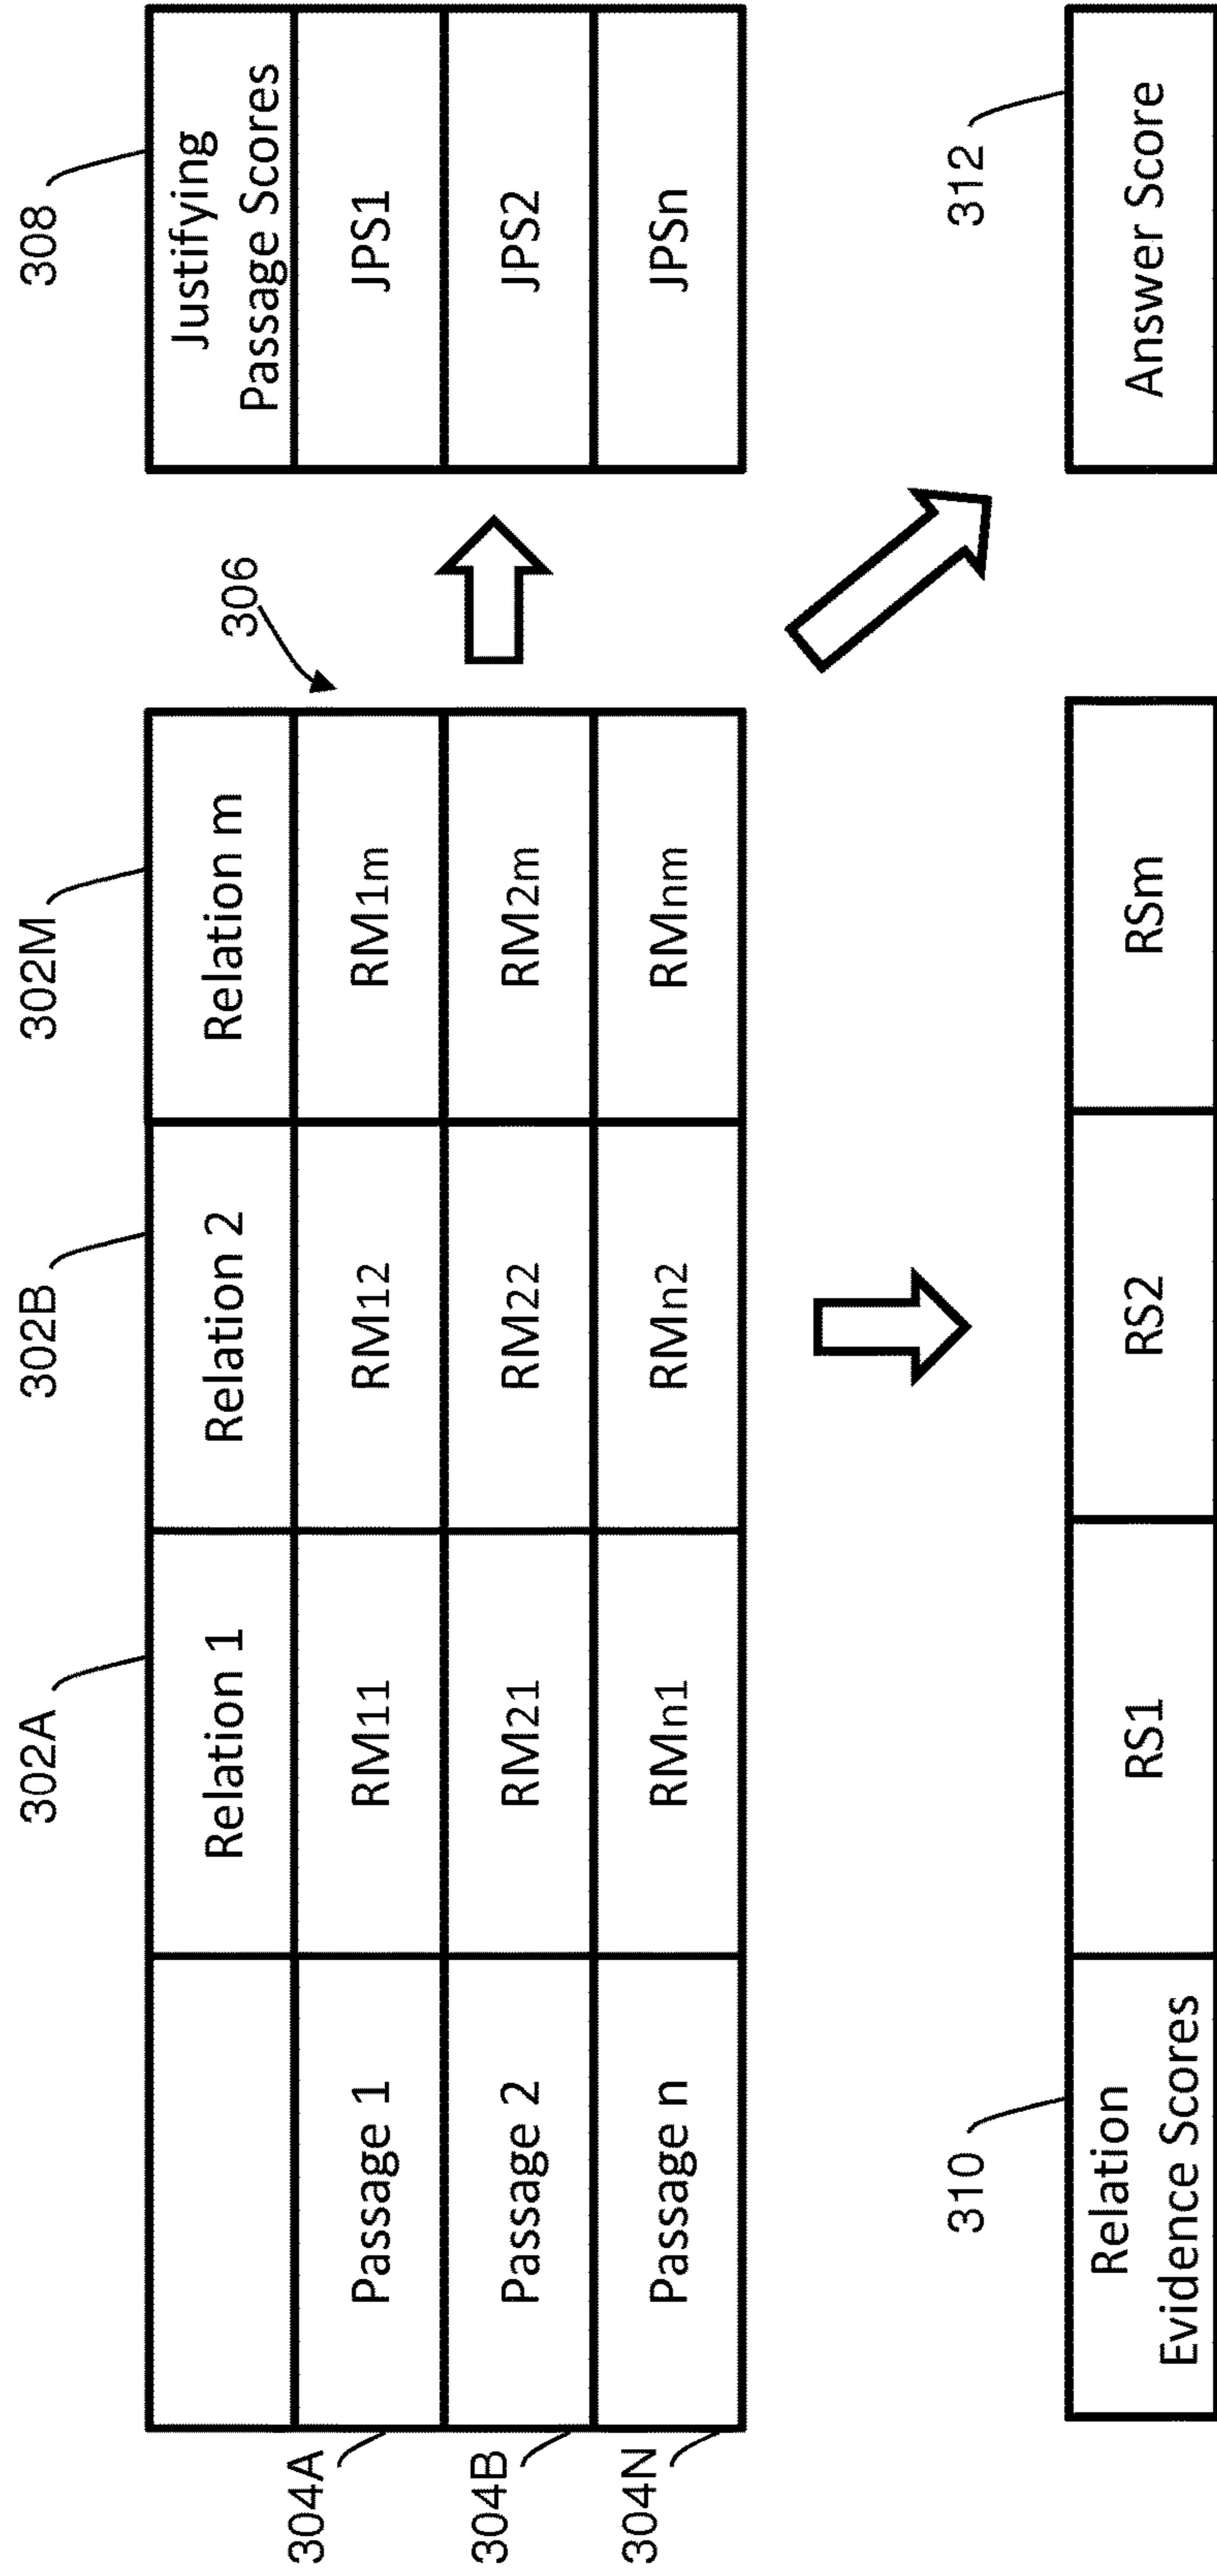 302A
302B
302M
308
Relation 1
Relation 2
Relation m
Justifying
Passage Scores
306
304A
Passage 1
RM11
RM12
RM1m
JPS1
304B
Passage 2
RM21
RM22
RM2m
JPS2
304N
Passage n
RMn1
RMn2
RMnm
JPSn
310
312
Relation
Evidence Scores
RS1
RS2
RSm
Answer Score